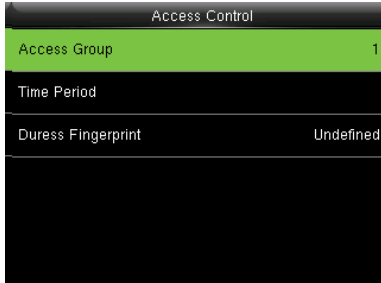 Access Control
Access Group 1
Time Period
Duress Fingerprint Undefined